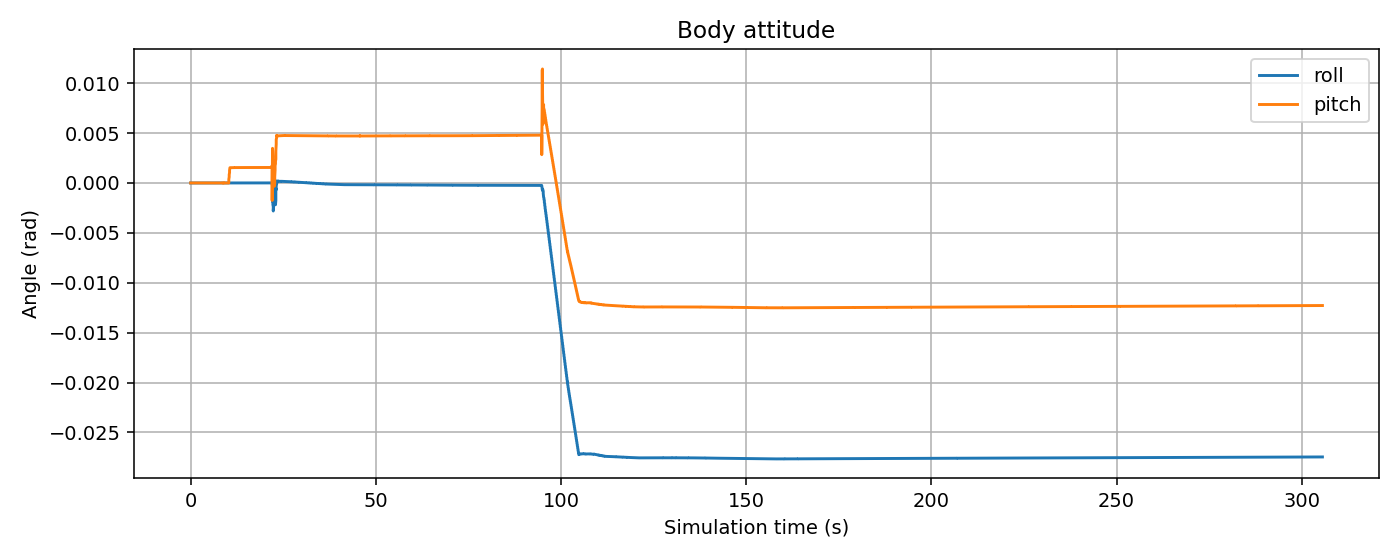 Body attitude
roll
pitch
Angle (rad)
0.010
0.005
0.000
−0.005
−0.010
−0.015
−0.020
−0.025
0 50 100 150 200 250 300
Simulation time (s)